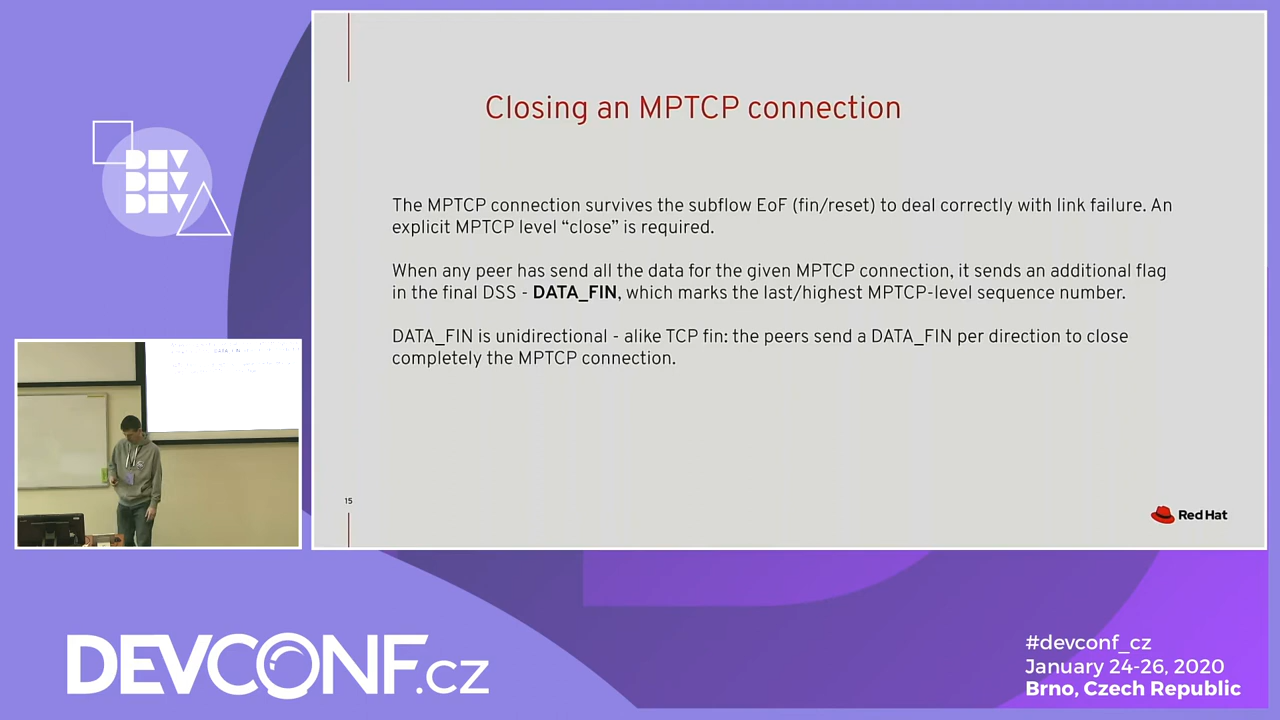 DEV
DEV
DEV
Closing an MPTCP connection
The MPTCP connection survives the subflow EoF (fin/reset) to deal correctly with link failure. An
explicit MPTCP level “close” is required.
When any peer has send all the data for the given MPTCP connection, it sends an additional flag
in the final DSS - DATA_FIN, which marks the last/highest MPTCP-level sequence number.
DATA_FIN is unidirectional - alike TCP fin: the peers send a DATA_FIN per direction to close
completely the MPTCP connection.
15
Red Hat
DEVCONF.cz
#devconf_cz
January 24-26, 2020
Brno, Czech Republic